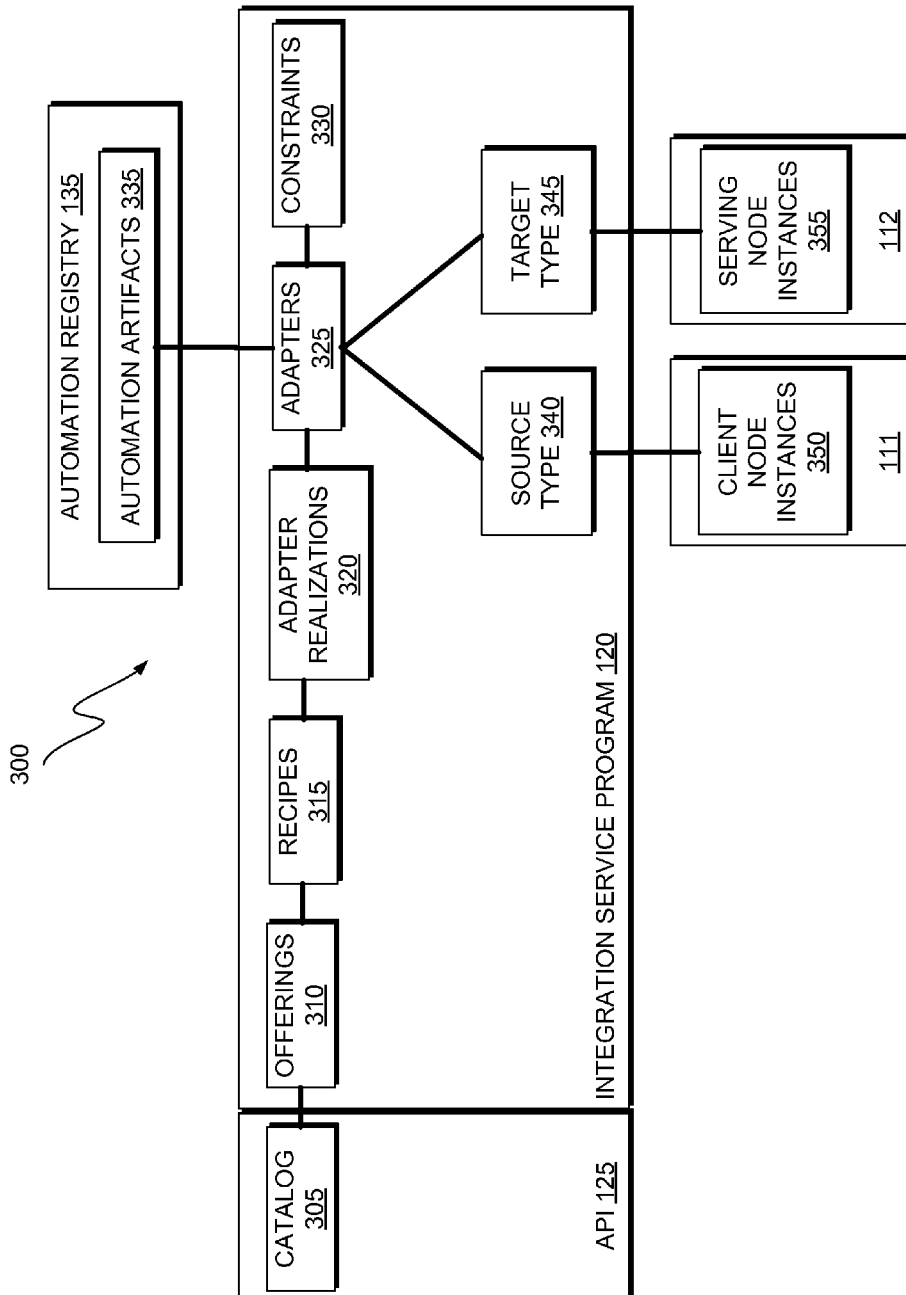 300
AUTOMATION REGISTRY 135
AUTOMATION ARTIFACTS 335
CATALOG
305
OFFERINGS
310
RECIPES
315
ADAPTER
REALIZATIONS
320
ADAPTERS
325
CONSTRAINTS
330
SOURCE
TYPE 340
TARGET
TYPE 345
API 125
INTEGRATION SERVICE PROGRAM 120
CLIENT
NODE
INSTANCES
350
111
SERVING
NODE
INSTANCES
355
112